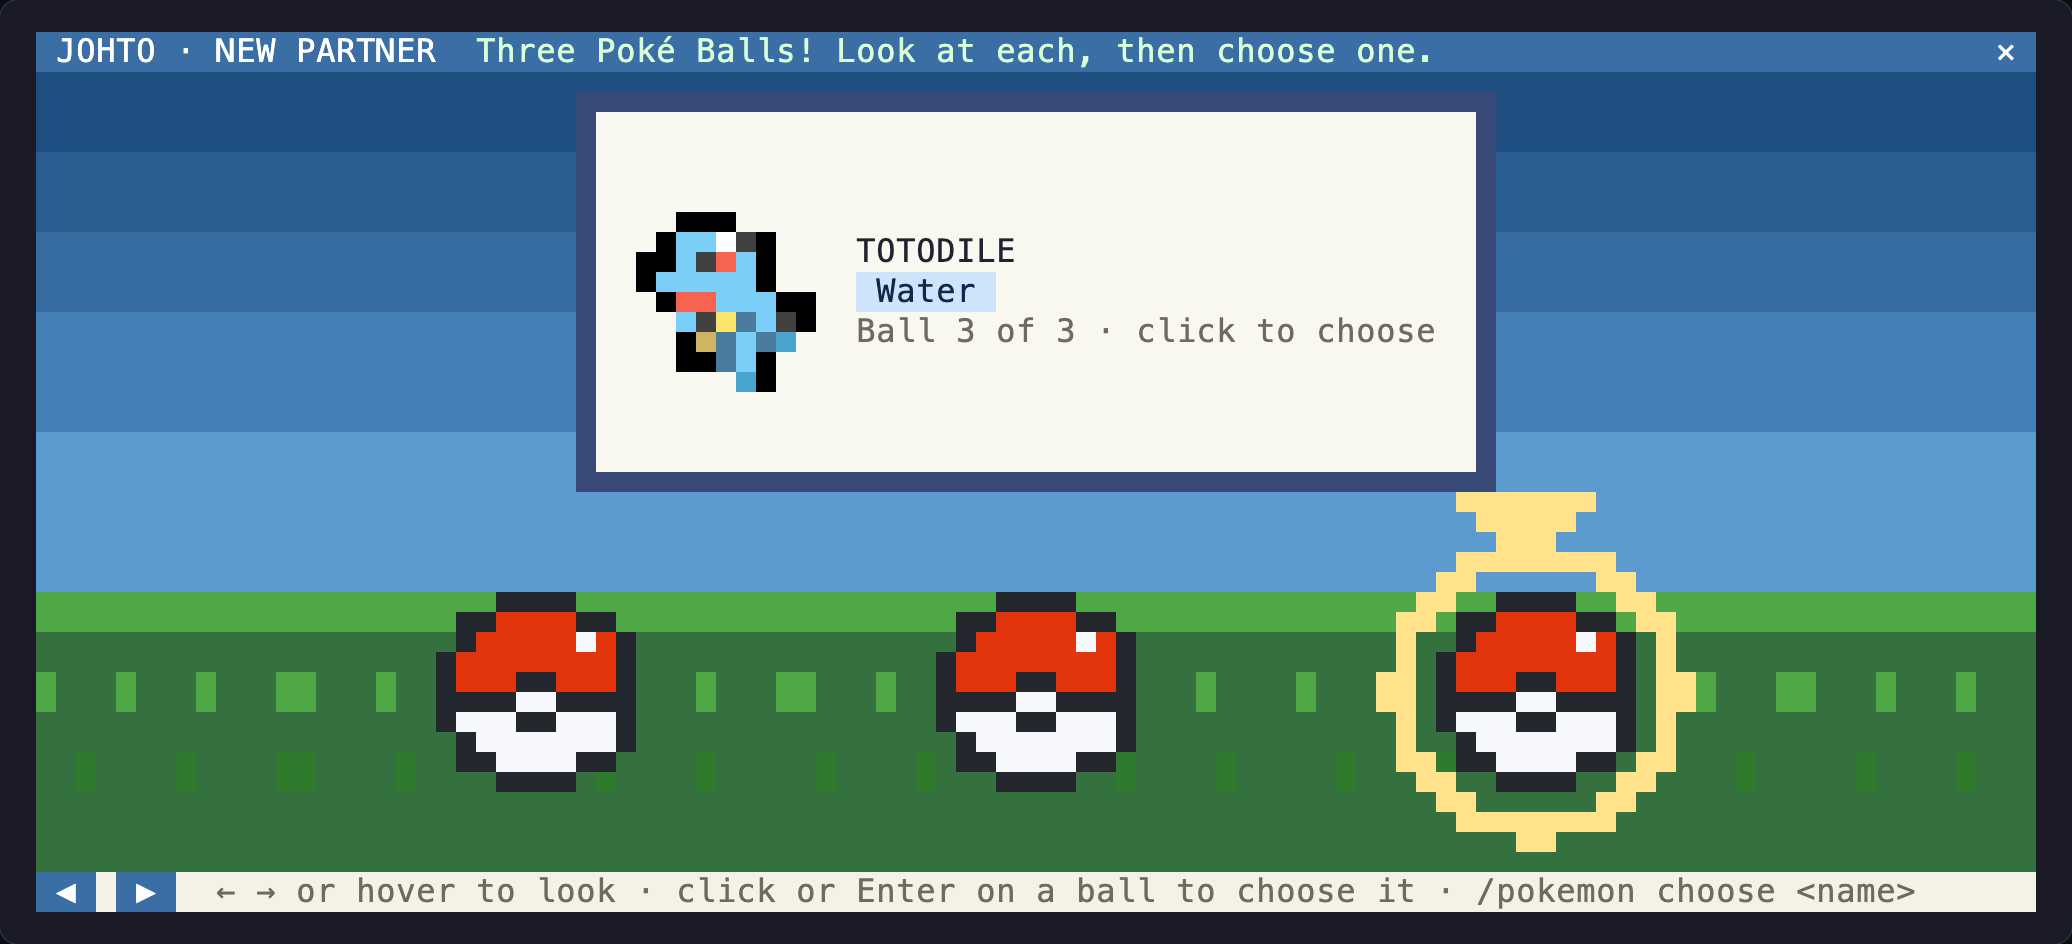 JOHTO · NEW PARTNER  Three Poké Balls! Look at each, then choose one. ×
TOTODILE
Water
Ball 3 of 3 · click to choose
◀ ▶ ← → or hover to look · click or Enter on a ball to choose it · /pokemon choose <name>